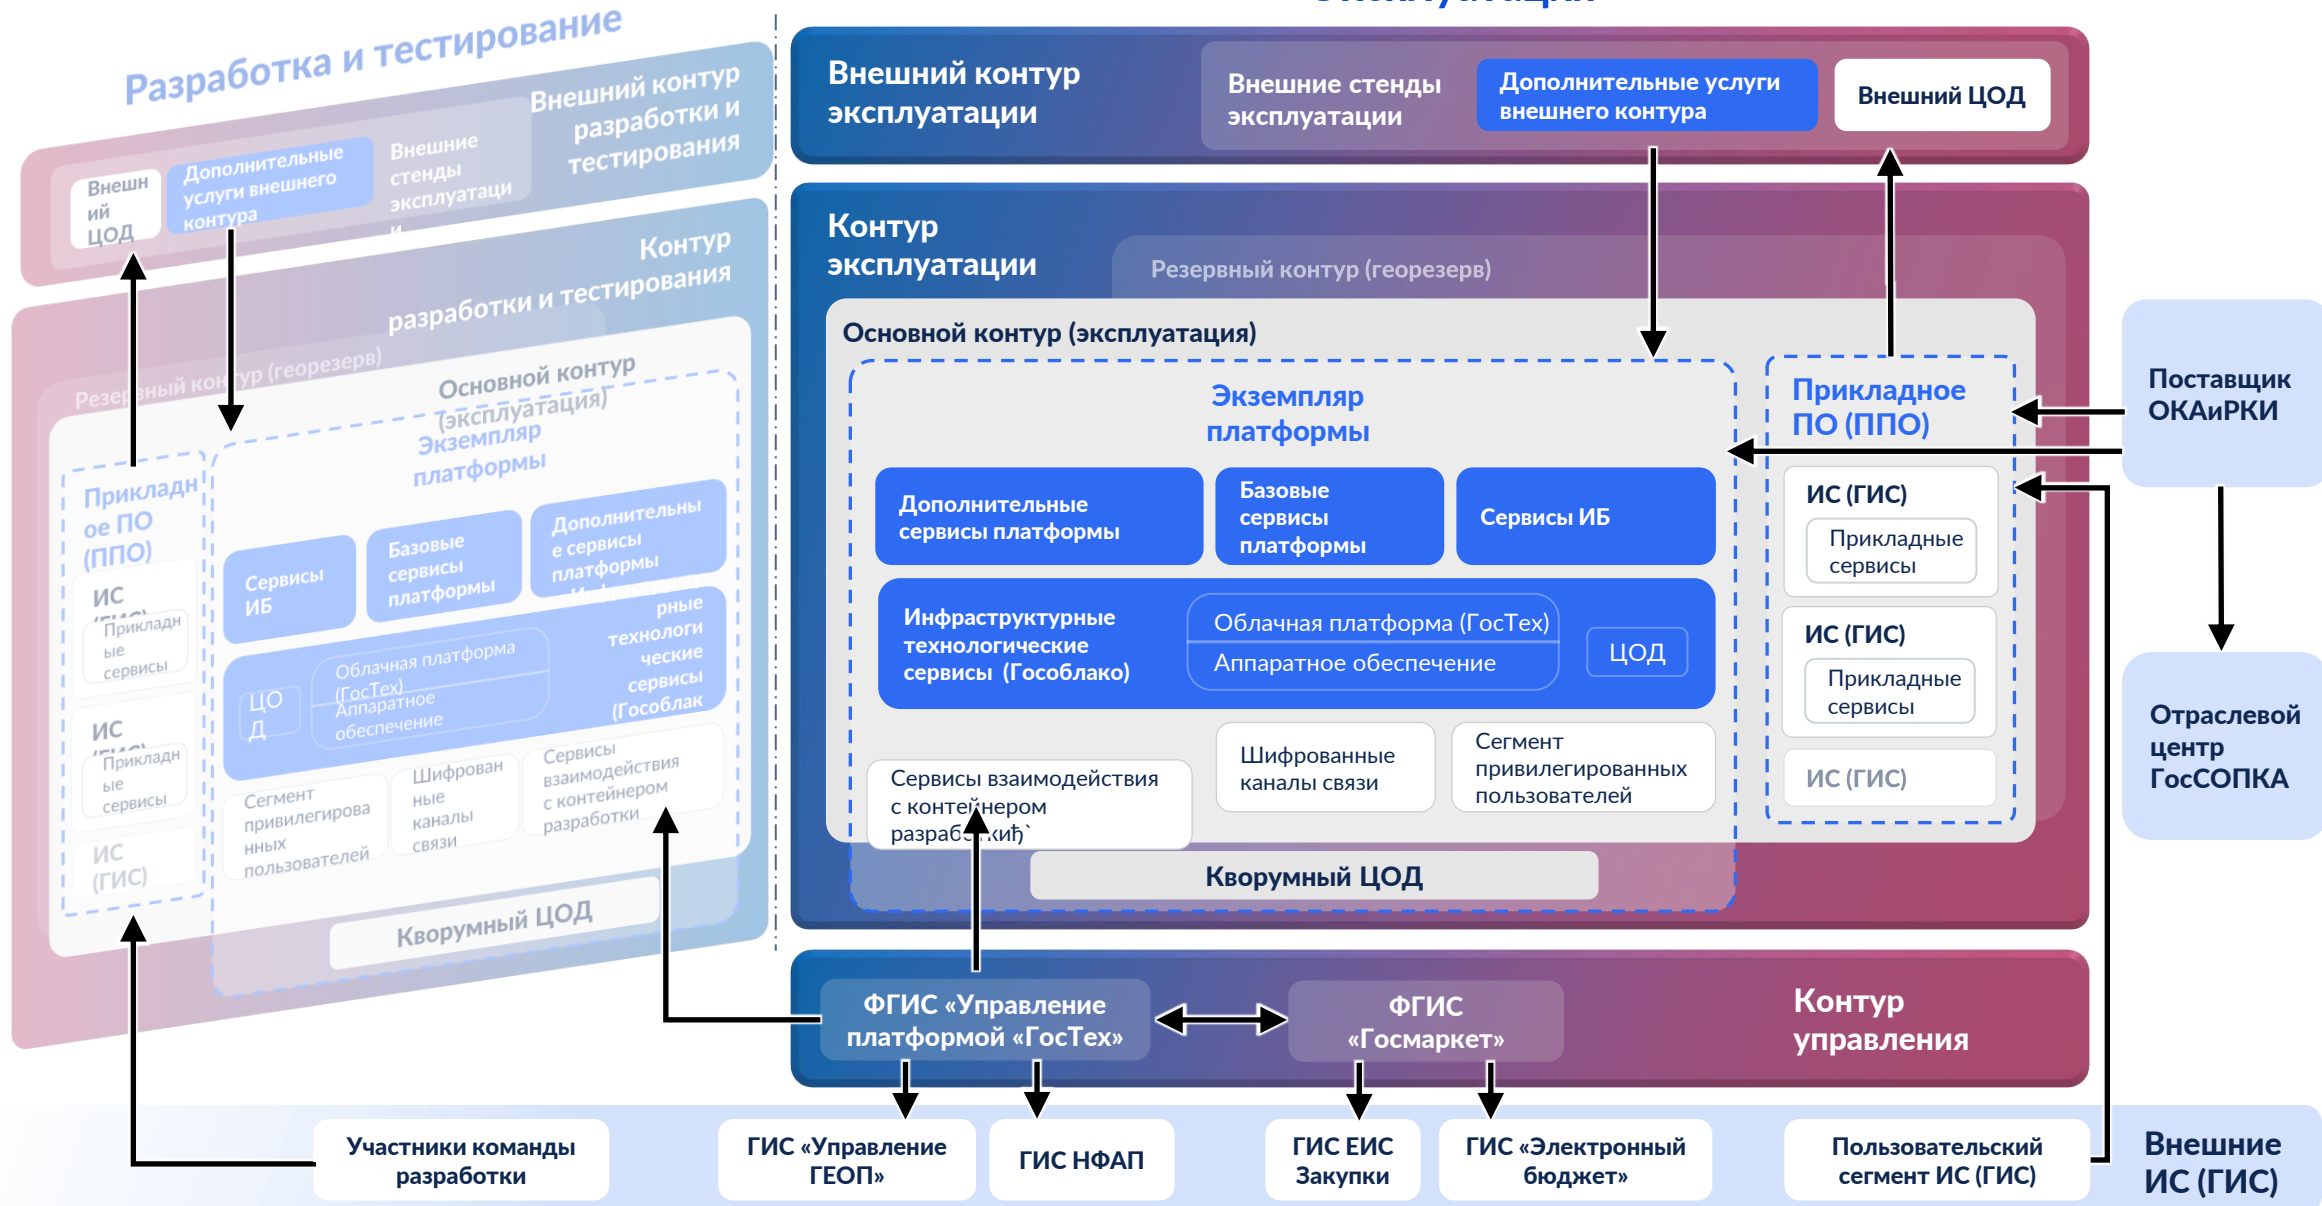 Разработка и тестирование
Внешний контур
разработки и
тестирования
Внешн
ий
ЦОД
Дополнительные
услуги внешнего
контура
Внешние
стенды
эксплуатаци
и
Контур
разработки и тестирования
Резервный контур (георезерв)
Основной контур
(эксплуатация)
Экземпляр
платформы
Прикладн
ое ПО
(ППО)
ИС
(ГИС)
Прикладн
ые
сервисы
ИС
(ГИС)
Прикладн
ые
сервисы
ИС
(ГИС)
Сервисы
ИБ
Базовые
сервисы
платформы
Дополнительны
е сервисы
платформы
рные
технологи
ческие
сервисы
(Гособлак
ЦО
Д
Облачная платформа
(ГосТех)
Аппаратное
обеспечение
Сегмент
привилегирова
нных
пользователей
Шифрован
ные
каналы
связи
Сервисы
взаимодействия
с контейнером
разработки
Кворумный ЦОД
Эксплуатация
Внешний контур
эксплуатации
Внешние стенды
эксплуатации
Дополнительные услуги
внешнего контура
Внешний ЦОД
Контур
эксплуатации
Резервный контур (георезерв)
Основной контур (эксплуатация)
Экземпляр
платформы
Дополнительные
сервисы платформы
Базовые
сервисы
платформы
Сервисы ИБ
Инфраструктурные
технологические
сервисы (Гособлако)
Облачная платформа (ГосТех)
Аппаратное обеспечение
ЦОД
Сервисы взаимодействия
с контейнером
разработкиђ`
Шифрованные
каналы связи
Сегмент
привилегированных
пользователей
Кворумный ЦОД
Прикладное
ПО (ППО)
ИС (ГИС)
Прикладные
сервисы
ИС (ГИС)
Прикладные
сервисы
ИС (ГИС)
Поставщик
ОКАиРКИ
Отраслевой
центр
ГосСОПКА
ФГИС «Управление
платформой «ГосТех»
ФГИС
«Госмаркет»
Контур
управления
Участники команды
разработки
ГИС «Управление
ГЕОП»
ГИС НФАП
ГИС ЕИС
Закупки
ГИС «Электронный
бюджет»
Пользовательский
сегмент ИС (ГИС)
Внешние
ИС (ГИС)